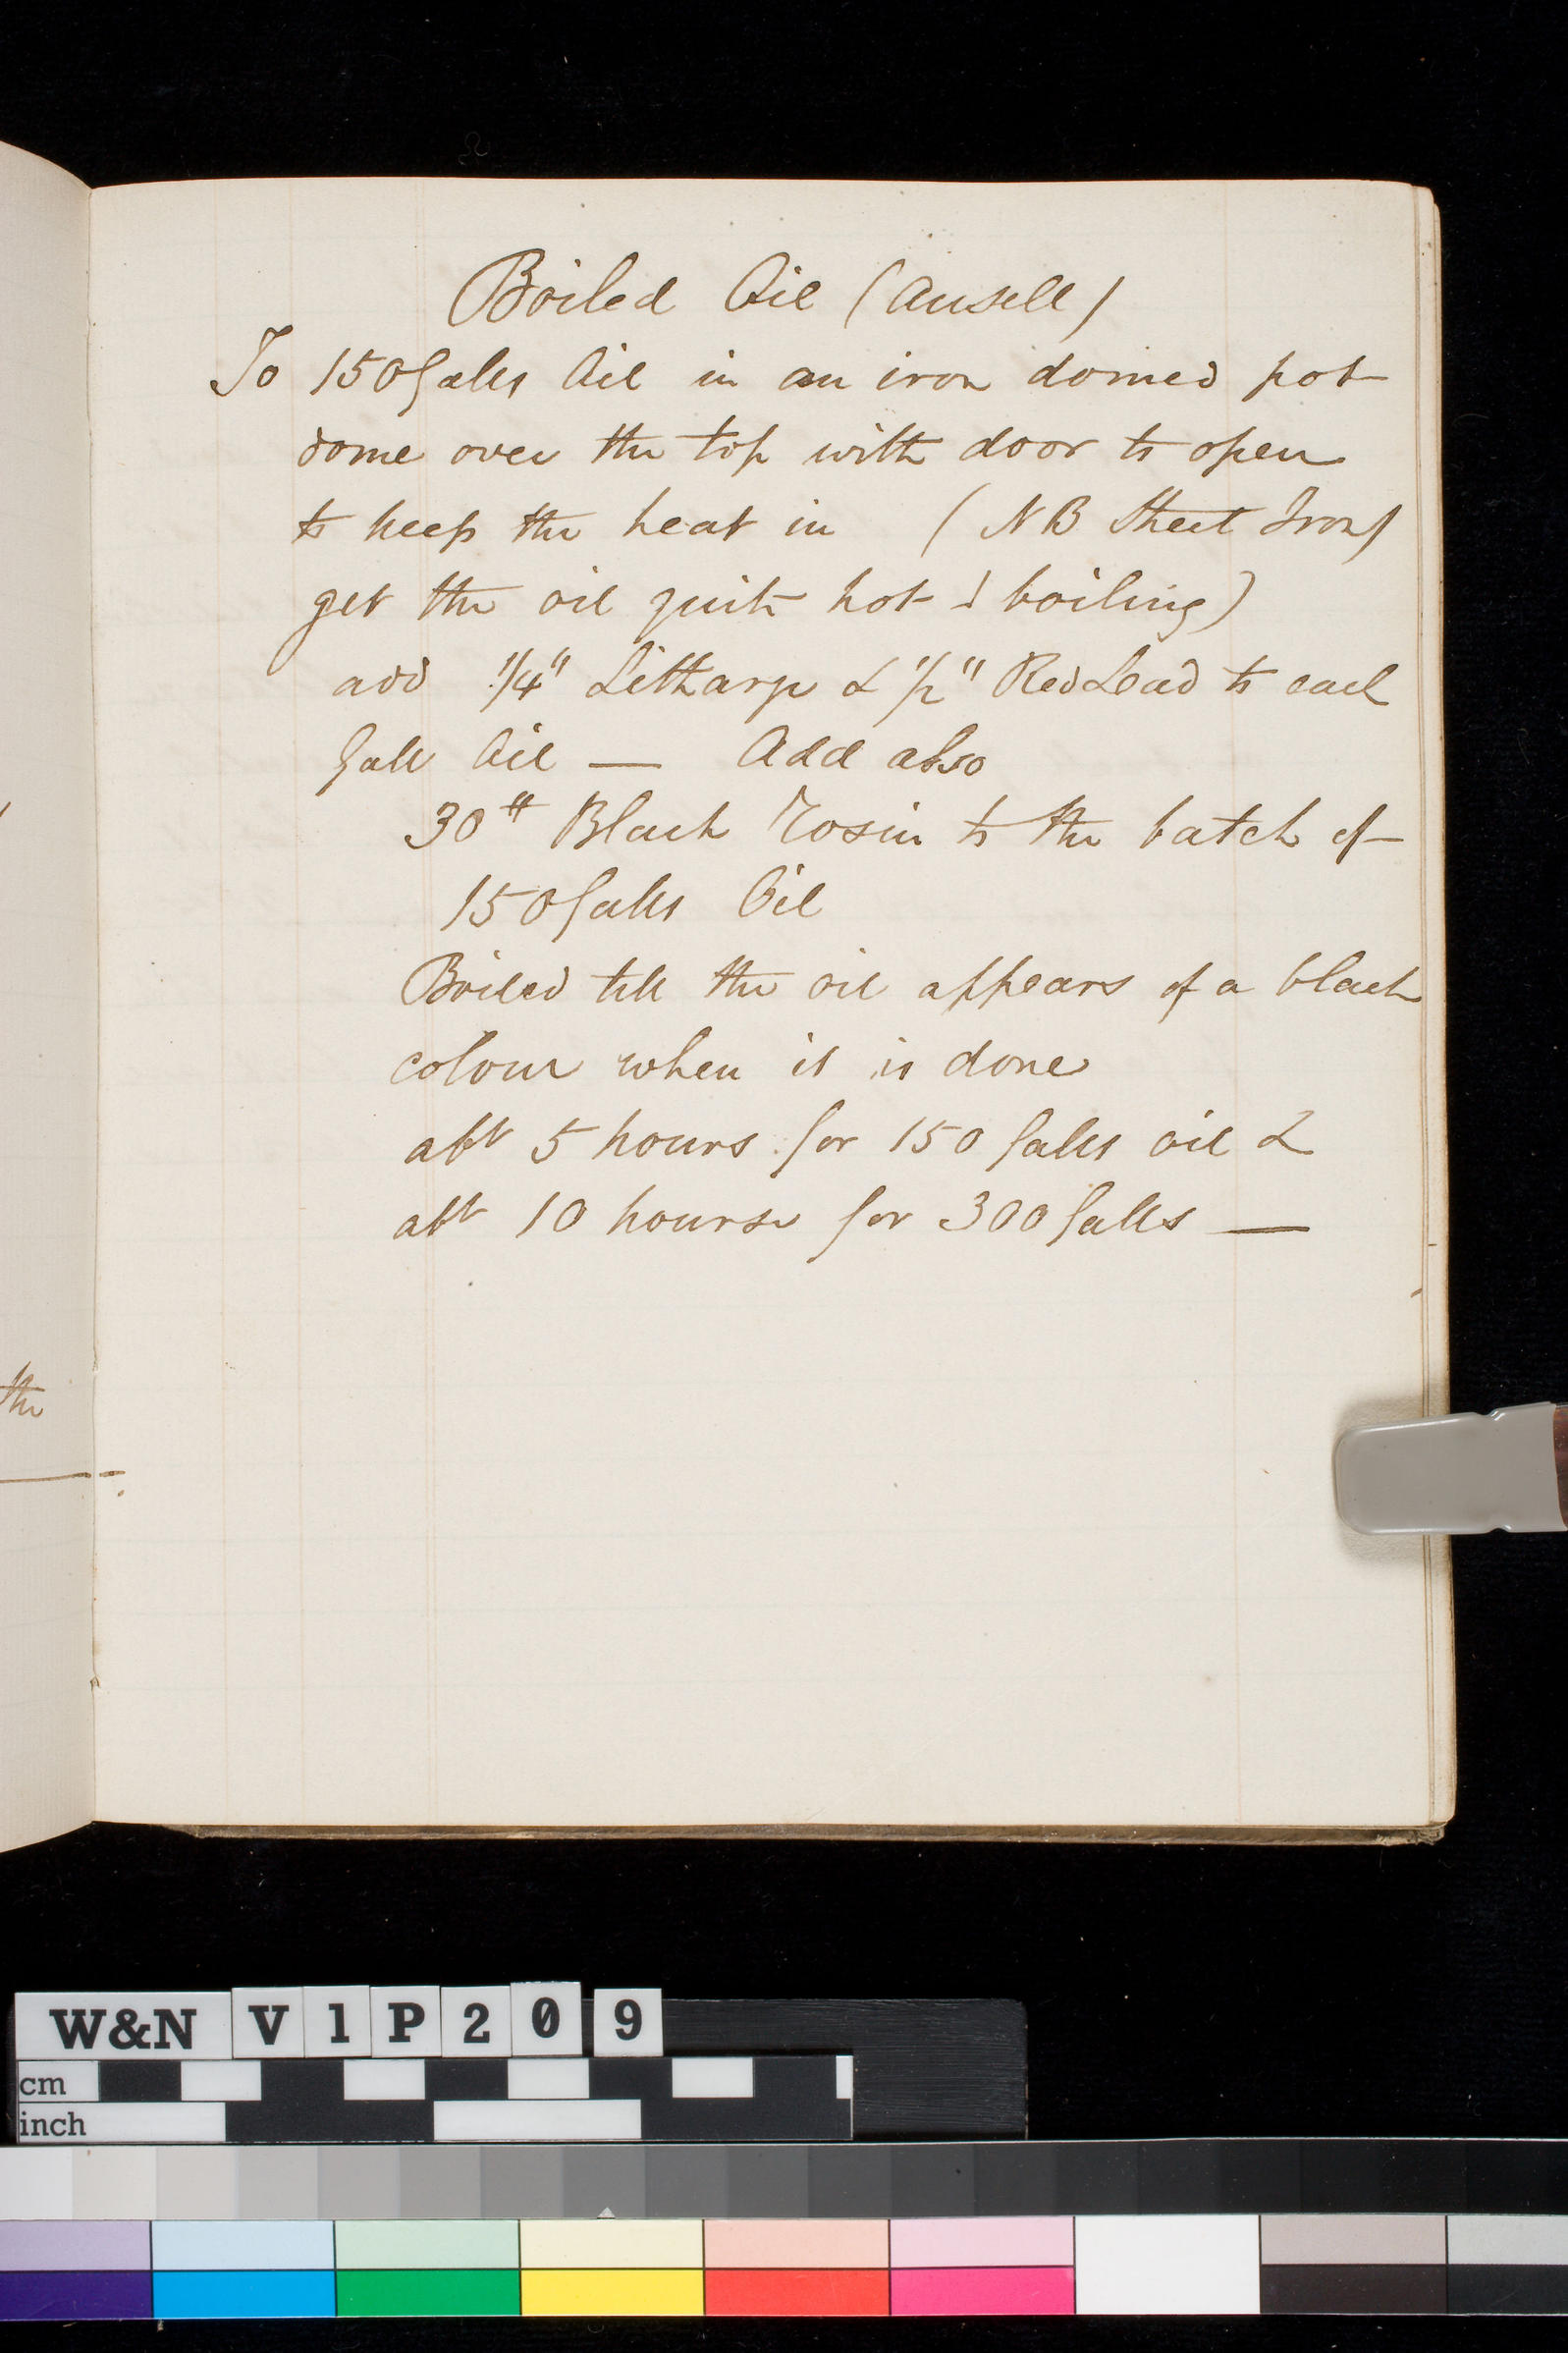 Boiled Oil (Ansell)
To 150 Galls Oil in an iron domed pot
dome over the top with door to open
to keep the heat in (NB Sheet Iron)
get the oil quite hot & boiling)
add 1/4" Litharge & 1/2" Red Lead to each
Gall Oil — Add also
30" Black Rosin to the batch of
150 Galls Oil
Boiled till the oil appears of a black
colour when it is done
abt 5 hours for 150 Galls oil &
abt 10 hours for 300 Galls —
the
W&N V1P209
cm
inch